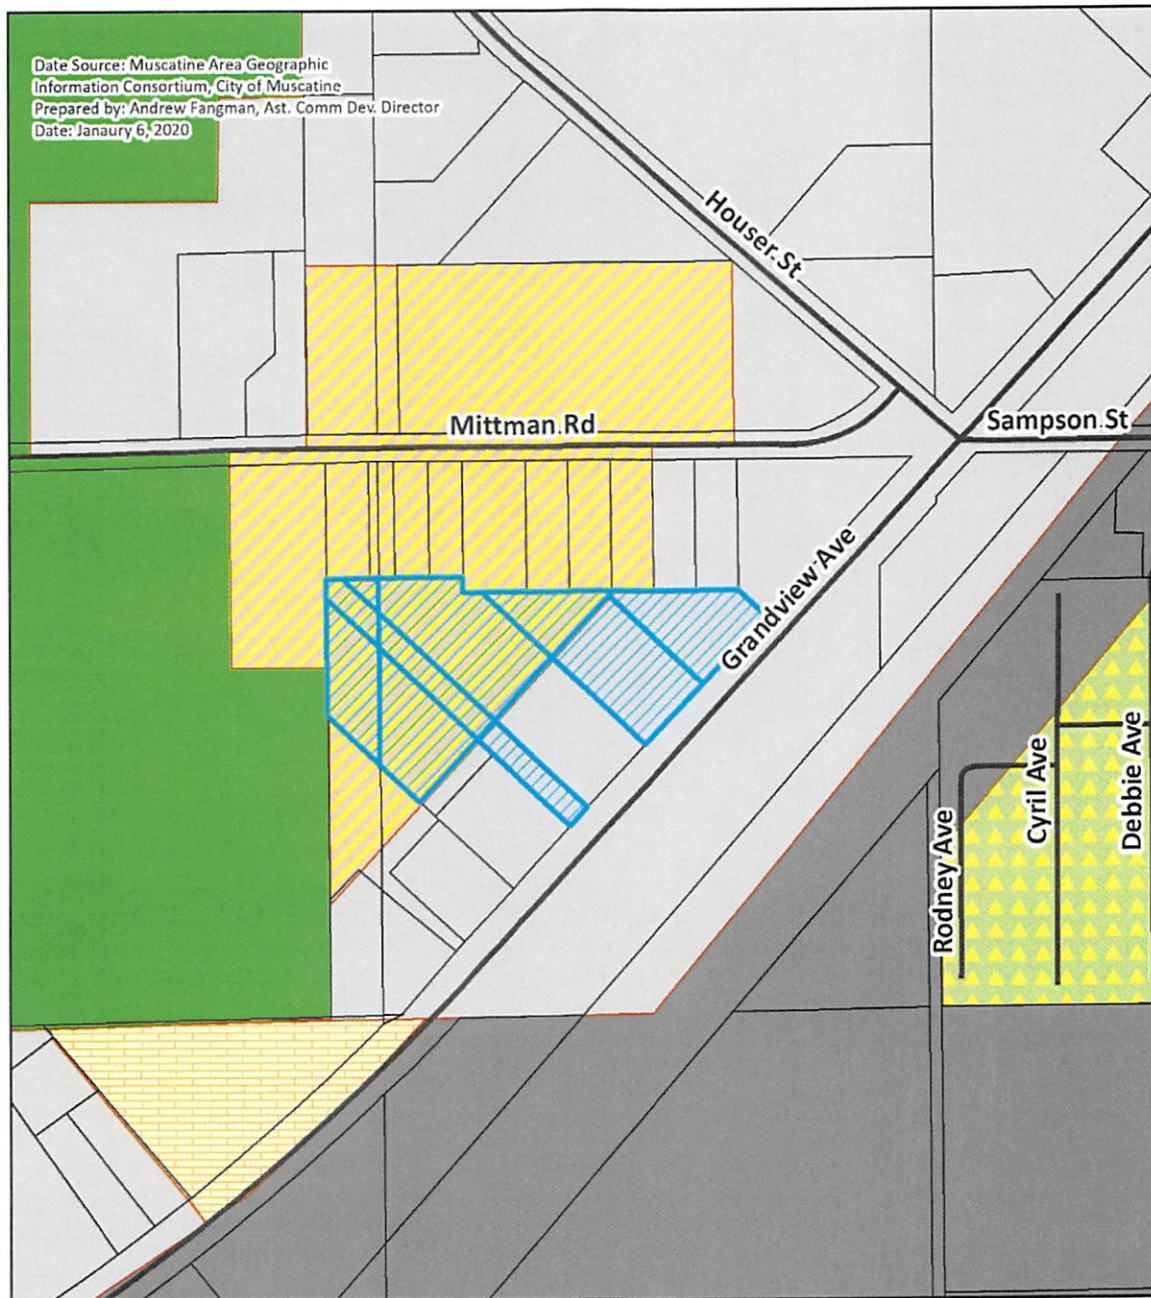 Date Source: Muscatine Area Geographic
Information Consortium, City of Muscatine
Prepared by: Andrew Fangman, Ast. Comm Dev. Director
Date: Janaury 6, 2020
Houser St
Mittman Rd
Sampson St
Grandview Ave
Rodney Ave
Cyril Ave
Debbie Ave